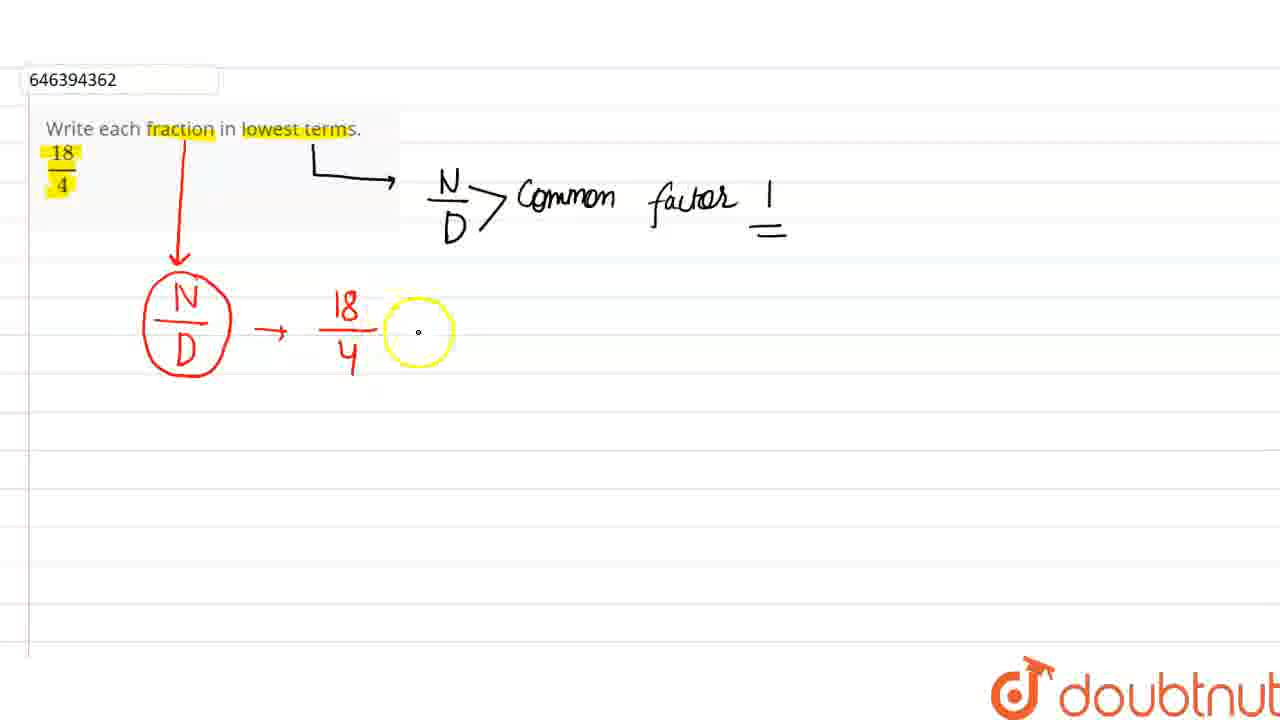 646394362
Write each fraction in lowest terms.
18
4
N
D
Common factor 1
N
D
→
18
4
doubtnut